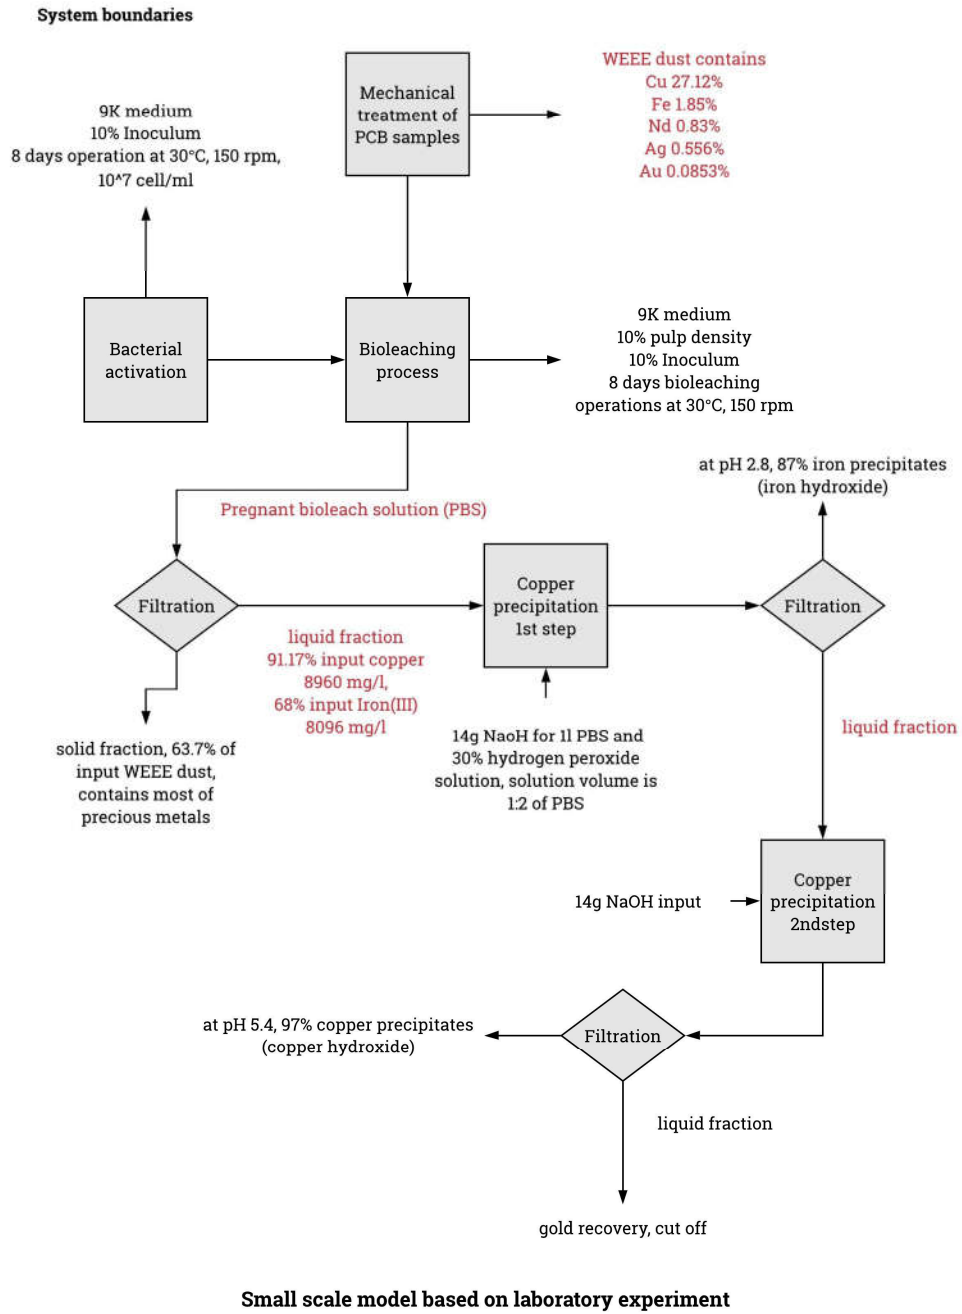 System boundaries
Mechanical
treatment of
PCB samples
WEEE dust contains
Cu 27.12%
Fe 1.85%
Nd 0.83%
Ag 0.556%
Au 0.0853%
9K medium
10% Inoculum
8 days operation at 30°C, 150 rpm,
10^7 cell/ml
Bacterial
activation
Bioleaching
process
9K medium
10% pulp density
10% Inoculum
8 days bioleaching
operations at 30°C, 150 rpm
Pregnant bioleach solution (PBS)
at pH 2.8, 87% iron precipitates
(iron hydroxide)
Filtration
liquid fraction
91.17% input copper
8960 mg/l,
68% input Iron(III)
8096 mg/l
Copper
precipitation
1st step
Filtration
solid fraction, 63.7% of
input WEEE dust,
contains most of
precious metals
14g NaoH for 1l PBS and
30% hydrogen peroxide
solution, solution volume is
1:2 of PBS
liquid fraction
14g NaOH input
Copper
precipitation
2ndstep
at pH 5.4, 97% copper precipitates
(copper hydroxide)
Filtration
liquid fraction
gold recovery, cut off
Small scale model based on laboratory experiment